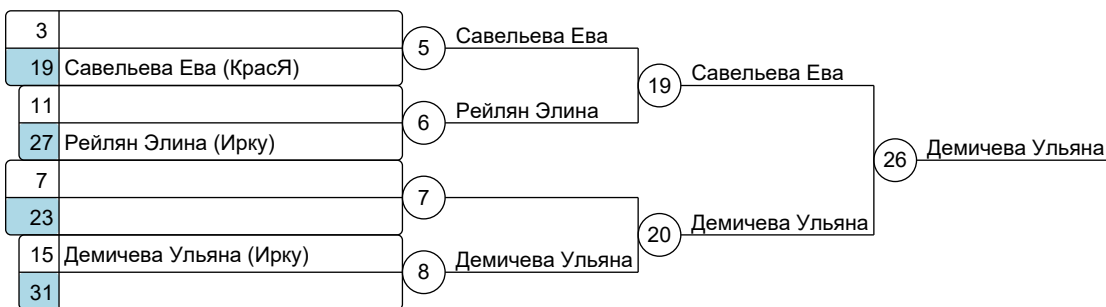 3
5 Савельева Ева
19 Савельева Ева (КрасЯ)
19 Савельева Ева
11
6 Рейлян Элина
27 Рейлян Элина (Ирку)
26 Демичева Ульяна
7
7
23
20 Демичева Ульяна
15 Демичева Ульяна (Ирку)
8 Демичева Ульяна
31